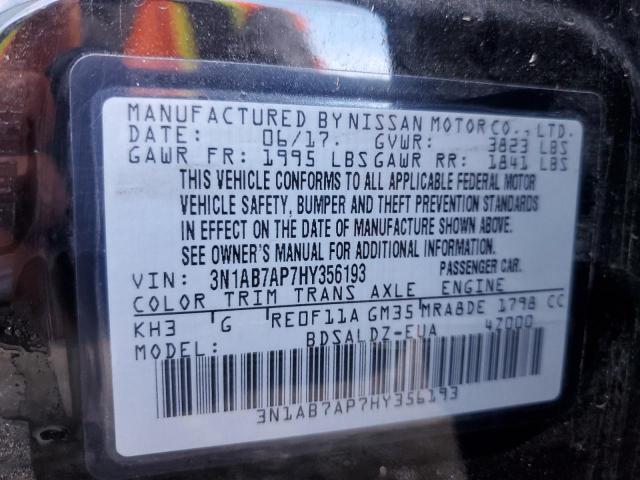 MANUFACTURED BY NISSAN MOTOR CO., LTD.
DATE: 06/17. GVWR: 3823 LBS
GAWR FR: 1995 LBS GAWR RR: 1841 LBS
THIS VEHICLE CONFORMS TO ALL APPLICABLE FEDERAL MOTOR
VEHICLE SAFETY, BUMPER AND THEFT PREVENTION STANDARDS
IN EFFECT ON THE DATE OF MANUFACTURE SHOWN ABOVE.
SEE OWNER'S MANUAL FOR ADDITIONAL INFORMATION.
VIN: 3N1AB7AP7HY356193 PASSENGER CAR.
COLOR TRIM TRANS AXLE ENGINE
KH3 G RE0F11A GM35 MRA8DE 1798 CC
MODEL: BDSALDZ-EUA 4Z000
3N1AB7AP7HY356193